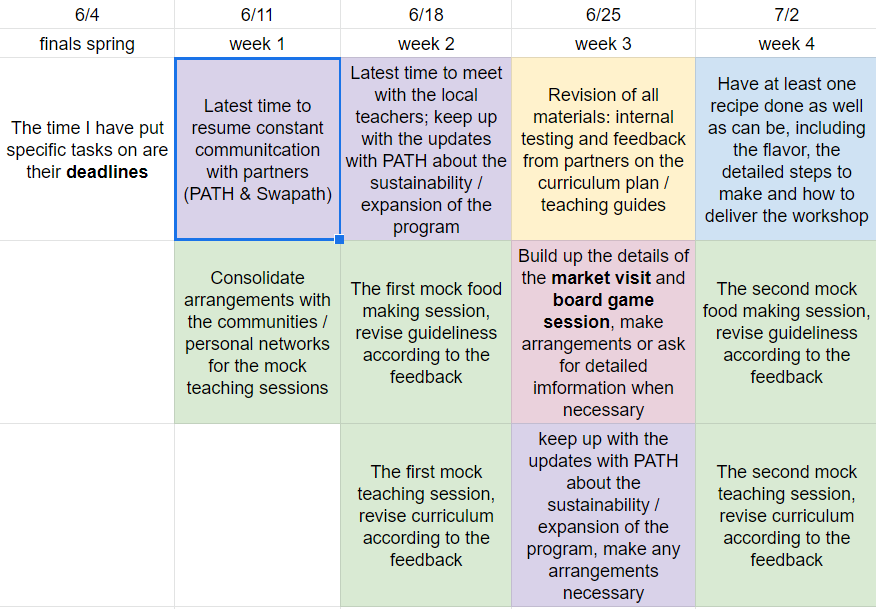 6/4
6/11
6/18
6/25
7/2
finals spring
week 1
week 2
week 3
week 4
The time I have put
specific tasks on are
their deadlines
Latest time to
resume constant
communitcation
with partners
(PATH & Swapath)
Latest time to meet
with the local
teachers; keep up
with the updates
with PATH about the
sustainability /
expansion of the
program
Revision of all
materials: internal
testing and feedback
from partners on the
curriculum plan /
teaching guides
Have at least one
recipe done as well
as can be, including
the flavor, the
detailed steps to
make and how to
deliver the workshop
Consolidate
arrangements with
the communities /
personal networks
for the mock
teaching sessions
The first mock food
making session,
revise guideliness
according to the
feedback
Build up the details of
the market visit and
board game
session, make
arrangements or ask
for detailed
imformation when
necessary
The second mock
food making session,
revise guideliness
according to the
feedback
The first mock
teaching session,
revise curriculum
according to the
feedback
keep up with the
updates with PATH
about the
sustainability /
expansion of the
program, make any
arrangements
necessary
The second mock
teaching session,
revise curriculum
according to the
feedback